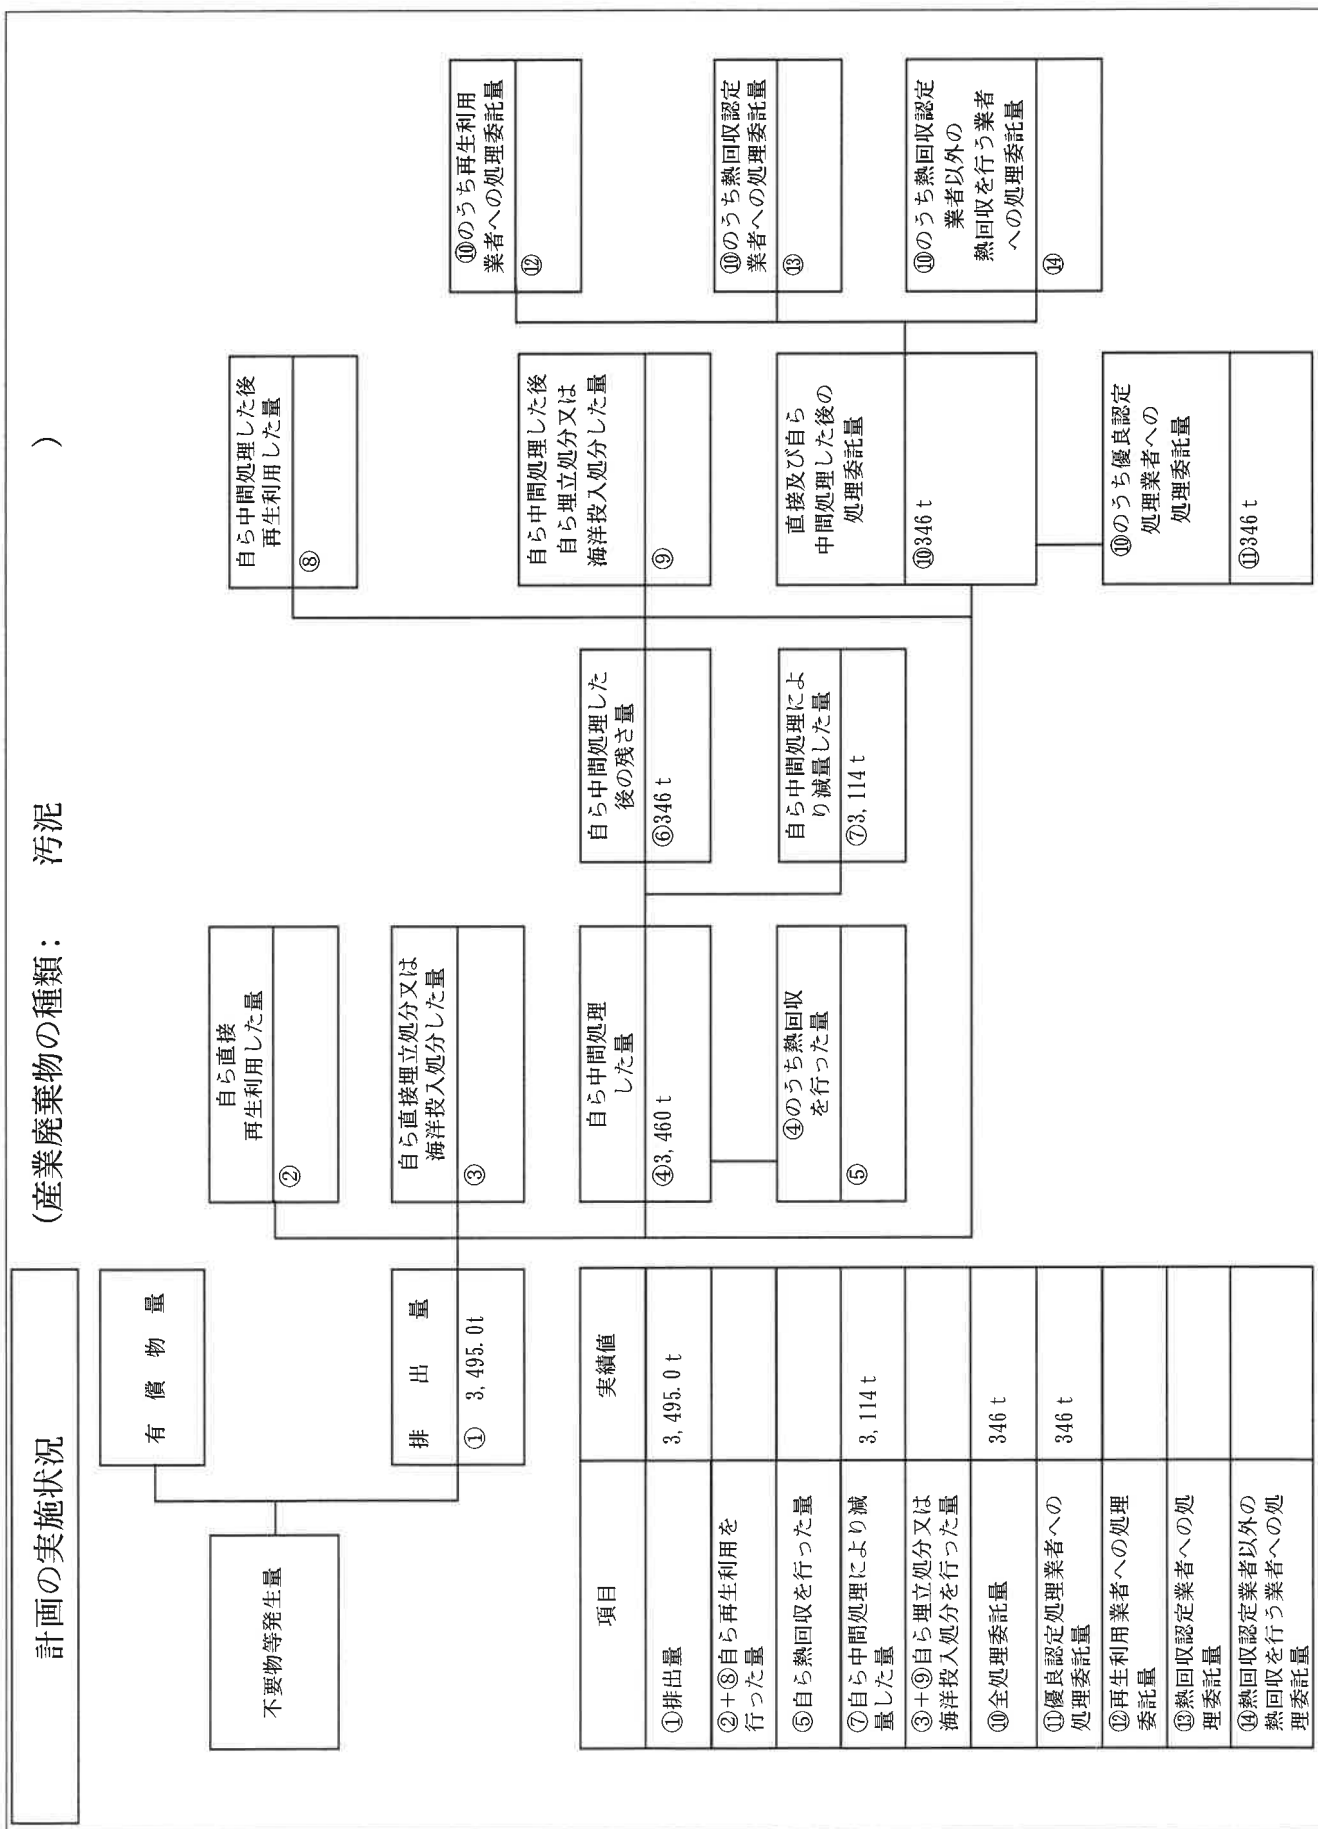 計画の実施状況
(産業廃棄物の種類： 汚泥 )
不要物等発生量
有償物量
排出量
① 3,495.0t
自ら直接
再生利用した量
②
自ら直接埋立処分又は
海洋投入処分した量
③
自ら中間処理
した量
④3,460t
④のうち熱回収
を行った量
⑤
自ら中間処理した
後の残さ量
⑥346t
自ら中間処理によ
り減量した量
⑦3,114t
自ら中間処理した後
再生利用した量
⑧
自ら中間処理した後
自ら埋立処分又は
海洋投入処分した量
⑨
直接及び自ら
中間処理した後の
処理委託量
⑩346t
⑩のうち優良認定
処理業者への
処理委託量
⑪346t
⑩のうち再生利用
業者への処理委託量
⑫
⑩のうち熱回収認定
業者への処理委託量
⑬
⑩のうち熱回収認定
業者以外の
熱回収を行う業者
への処理委託量
⑭
項目 実績値
①排出量 3,495.0t
②+⑧自ら再生利用を
行った量
⑤自ら熱回収を行った量
⑦自ら中間処理により減
量した量 3,114t
③+⑨自ら埋立処分又は
海洋投入処分を行った量
⑩全処理委託量 346t
⑪優良認定処理業者への
処理委託量 346t
⑫再生利用業者への処理
委託量
⑬熱回収認定業者への処
理委託量
⑭熱回収認定業者以外の
熱回収を行う業者への処
理委託量